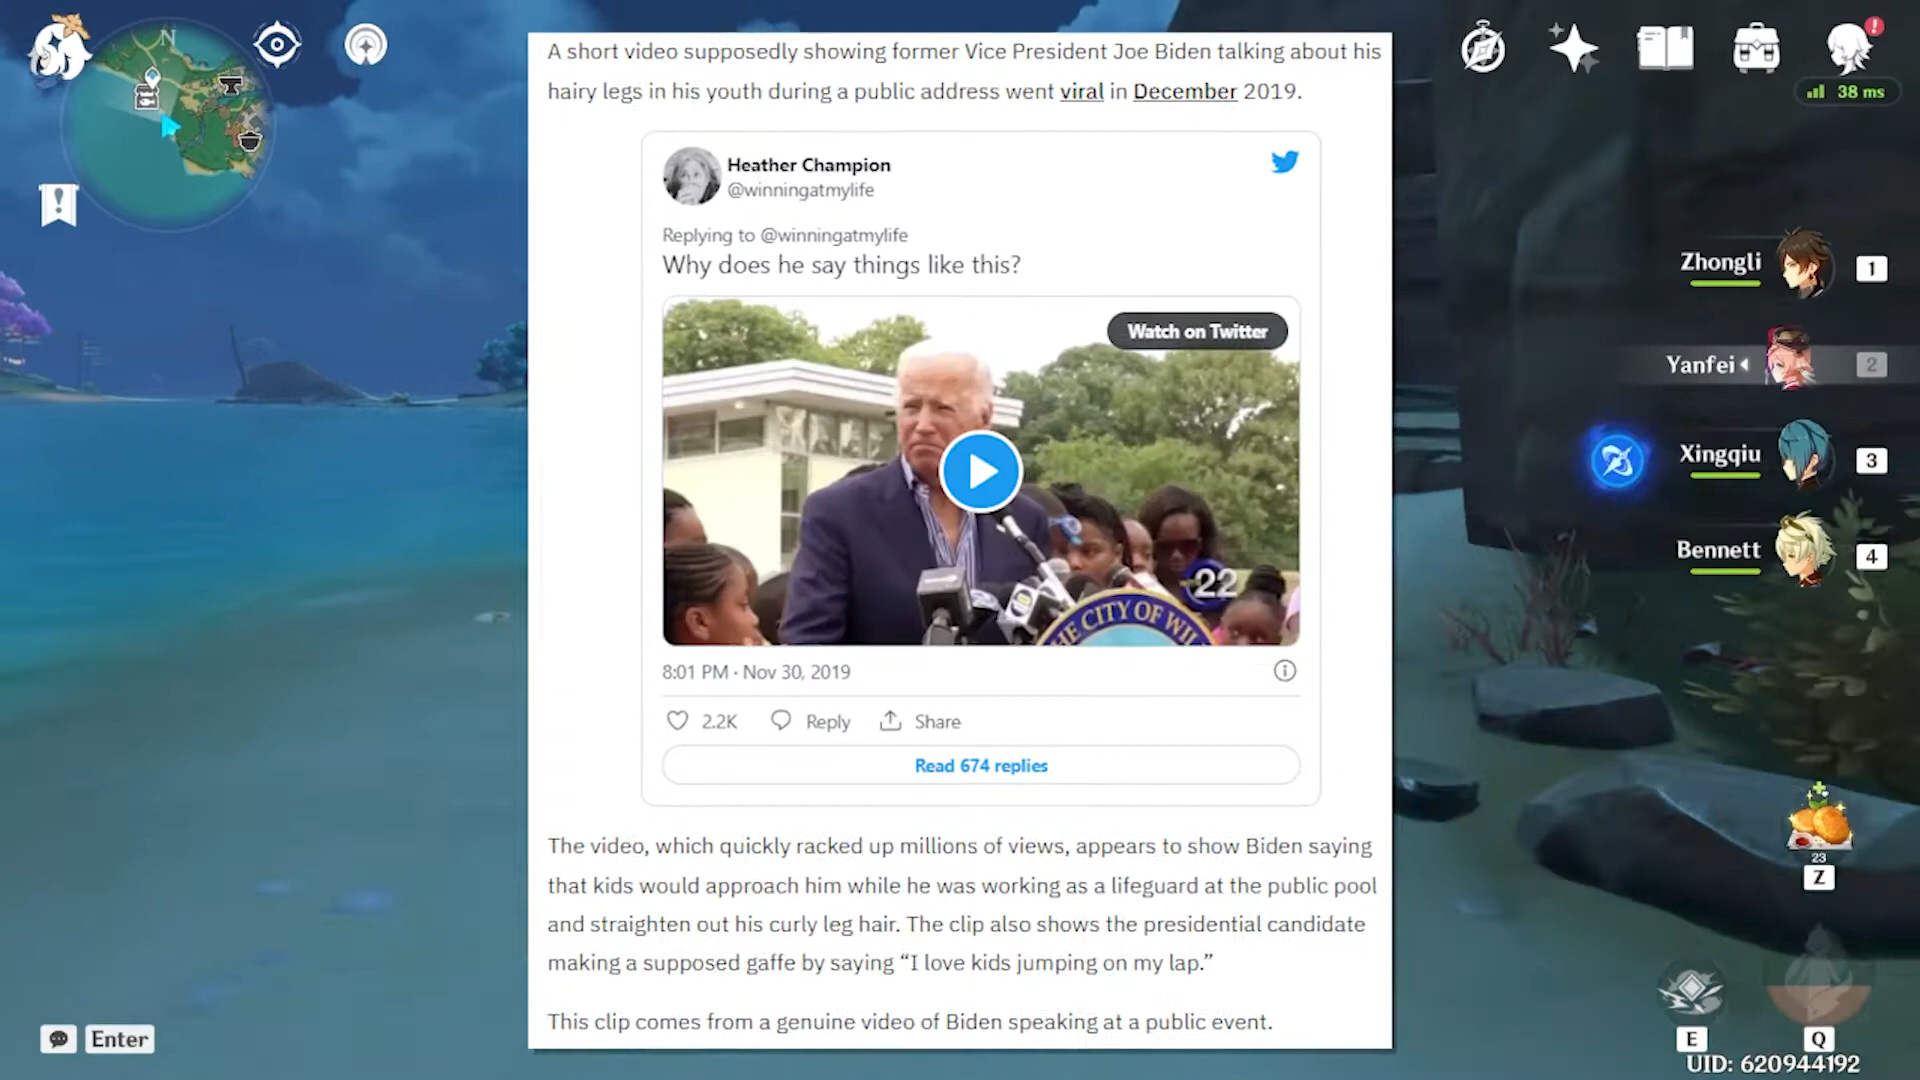 N
A short video supposedly showing former Vice President Joe Biden talking about his
hairy legs in his youth during a public address went viral in December 2019.
38 ms
Heather Champion
@winningatmylife
Replying to @winningatmylife
Why does he say things like this?
Watch on Twitter
22
THE CITY OF WIL
8:01 PM · Nov 30, 2019
2.2K Reply Share
Read 674 replies
The video, which quickly racked up millions of views, appears to show Biden saying
that kids would approach him while he was working as a lifeguard at the public pool
and straighten out his curly leg hair. The clip also shows the presidential candidate
making a supposed gaffe by saying “I love kids jumping on my lap.”
This clip comes from a genuine video of Biden speaking at a public event.
Zhongli 1
Yanfei 2
Xingqiu 3
Bennett 4
23
Z
Enter
E Q
UID: 620944192